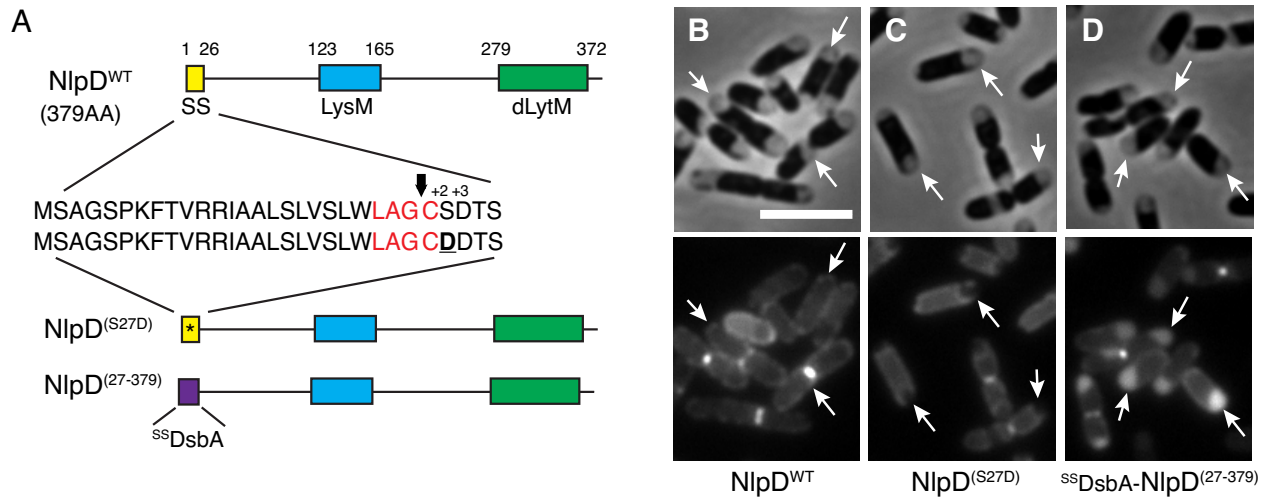 A
1 26 123 165 279 372
NlpD^WT
(379AA)
SS LysM dLytM
+2 +3
MSAGSPKFTVRRIAALSLVSLWLAGCSDTS
MSAGSPKFTVRRIAALSLVSLWLAGCDDTS
NlpD^(S27D)
*
NlpD^(27-379)
^SSDsbA
B C D
NlpD^WT NlpD^(S27D) ^SSDsbA-NlpD^(27-379)